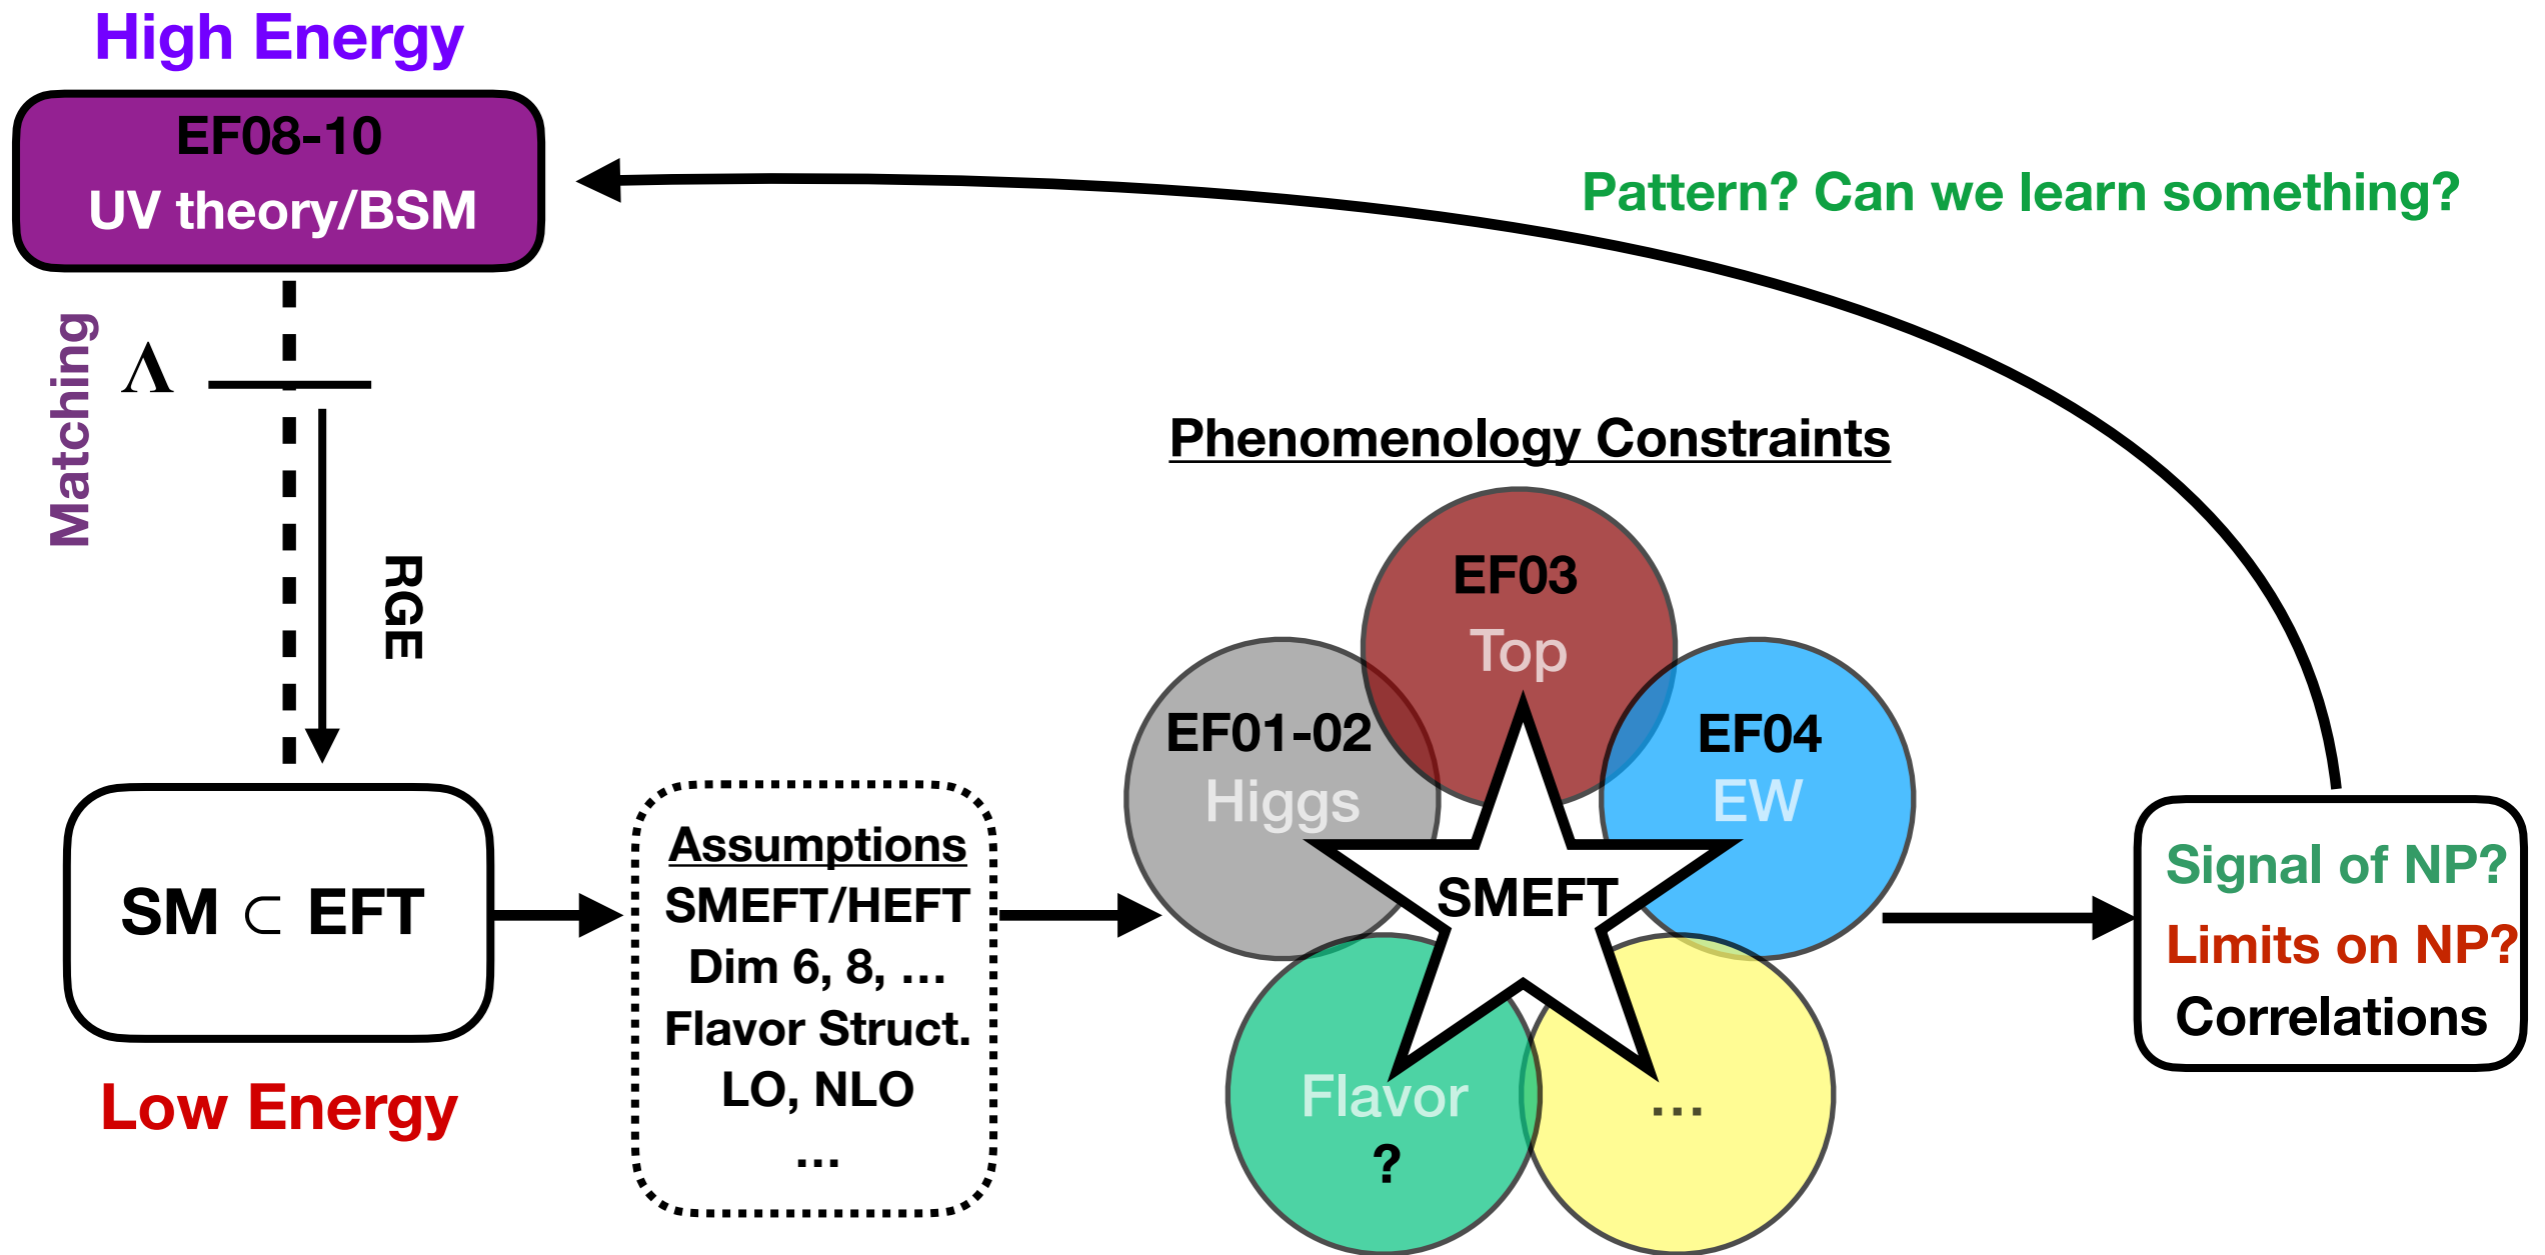 High Energy
EF08-10
UV theory/BSM
Pattern? Can we learn something?
Matching
Λ
RGE
SM ⊂ EFT
Low Energy
Assumptions
SMEFT/HEFT
Dim 6, 8, ...
Flavor Struct.
LO, NLO
...
Phenomenology Constraints
EF03
Top
EF01-02
Higgs
EF04
EW
SMEFT
Flavor
?
...
Signal of NP?
Limits on NP?
Correlations